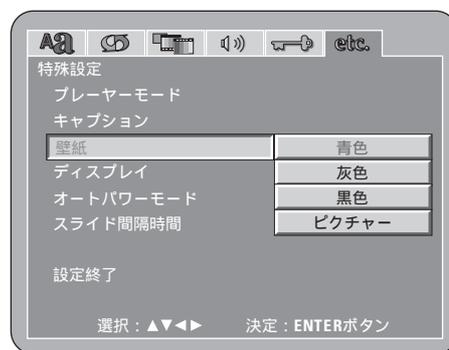 Aあ etc.
特殊設定
プレーヤーモード
キャプション
壁紙 青色
ディスプレイ 灰色
オートパワーモード 黒色
スライド間隔時間 ピクチャー
設定終了
選択：▲▼◀▶ 決定：ENTERボタン